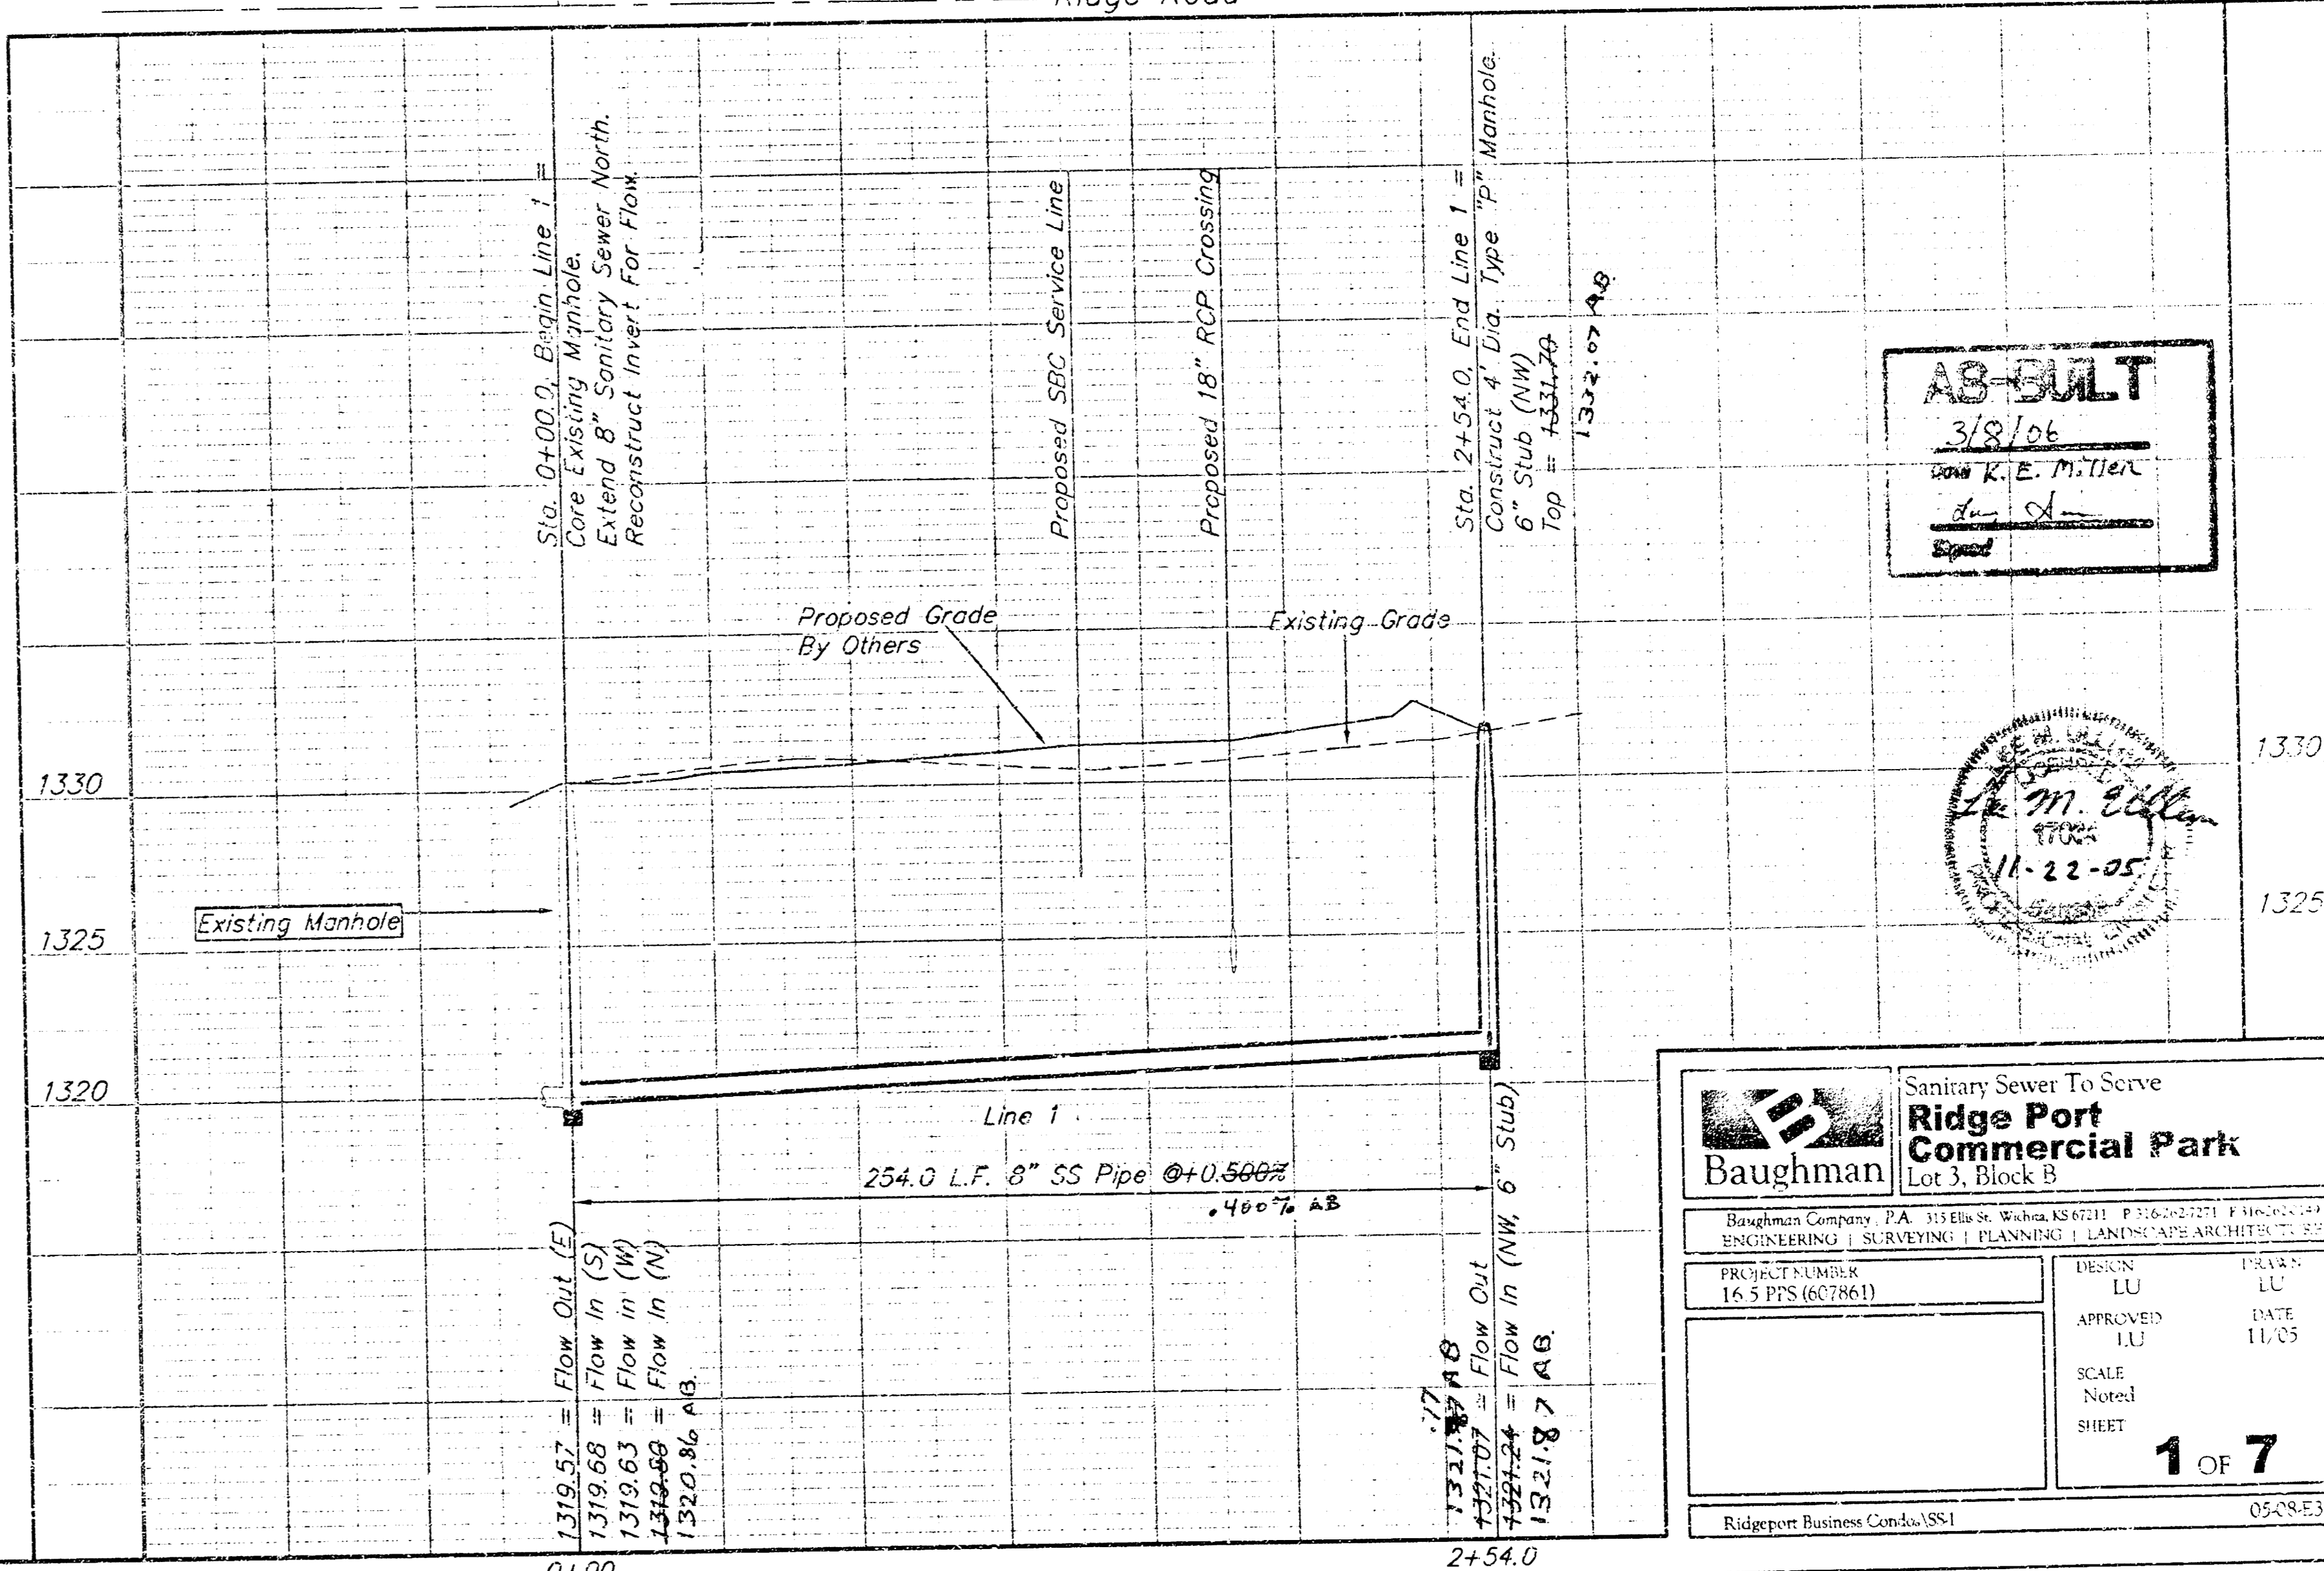 Ridge Road
Sta. 0+00.0, Begin Line 1 =
Core Existing Manhole.
Extend 8" Sanitary Sewer North.
Reconstruct Invert For Flow.
Proposed SBC Service Line
Proposed 18" RCP Crossing
Sta. 2+54.0, End Line 1 =
Construct 4' Dia. Type "P" Manhole.
6" Stub (NW)
Top = 1331.70
1332.07 AB
AS-BUILT
3/8/06
K. E. Miller
Signed
Proposed Grade
By Others
Existing Grade
1330
1330
M.
11-22-05
Existing Manhole
1325
1325
1320
Line 1
254.0 L.F. 8" SS Pipe @+0.500%
.400% AB
1319.57 = Flow Out (E)
1319.68 = Flow In (S)
1319.63 = Flow in (W)
= Flow In (N)
1320.86 AB.
.17
1321. AB
1321.07 = Flow Out
1321.24 = Flow In (NW, 6" Stub)
1321.87 AB.
0+00
2+54.0
Baughman
Sanitary Sewer To Serve
Ridge Port
Commercial Park
Lot 3, Block B
Baughman Company, P.A. 315 Ellis St. Wichita, KS 67211 P 316-262-7271
ENGINEERING | SURVEYING | PLANNING | LANDSCAPE ARCHITECTURE
PROJECT NUMBER
16.5 PPS (607861)
DESIGN
LU
DRAWN
LU
APPROVED
LU
DATE
11/05
SCALE
Noted
SHEET
1 OF 7
Ridgeport Business Condos\SS-1
05-08-E3